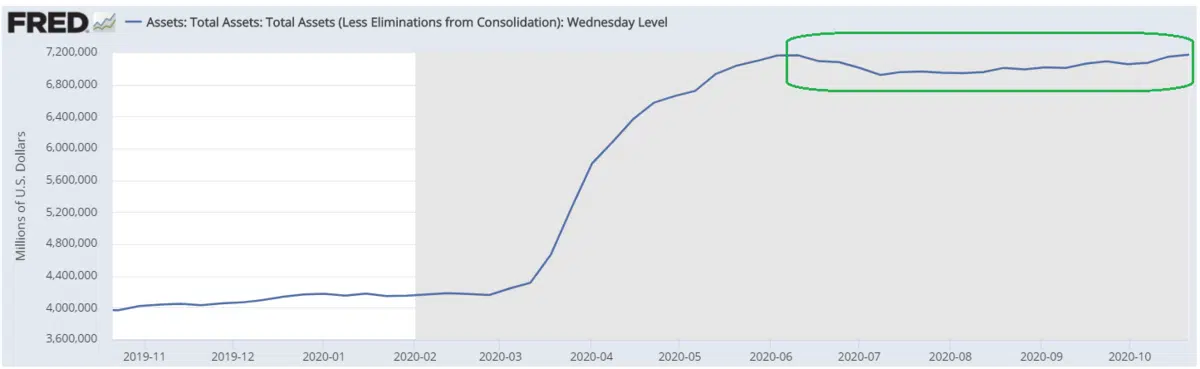 FRED
Assets: Total Assets: Total Assets (Less Eliminations from Consolidation): Wednesday Level
Millions of U.S. Dollars
7,200,000
6,800,000
6,400,000
6,000,000
5,600,000
5,200,000
4,800,000
4,400,000
4,000,000
3,600,000
2019-11 2019-12 2020-01 2020-02 2020-03 2020-04 2020-05 2020-06 2020-07 2020-08 2020-09 2020-10